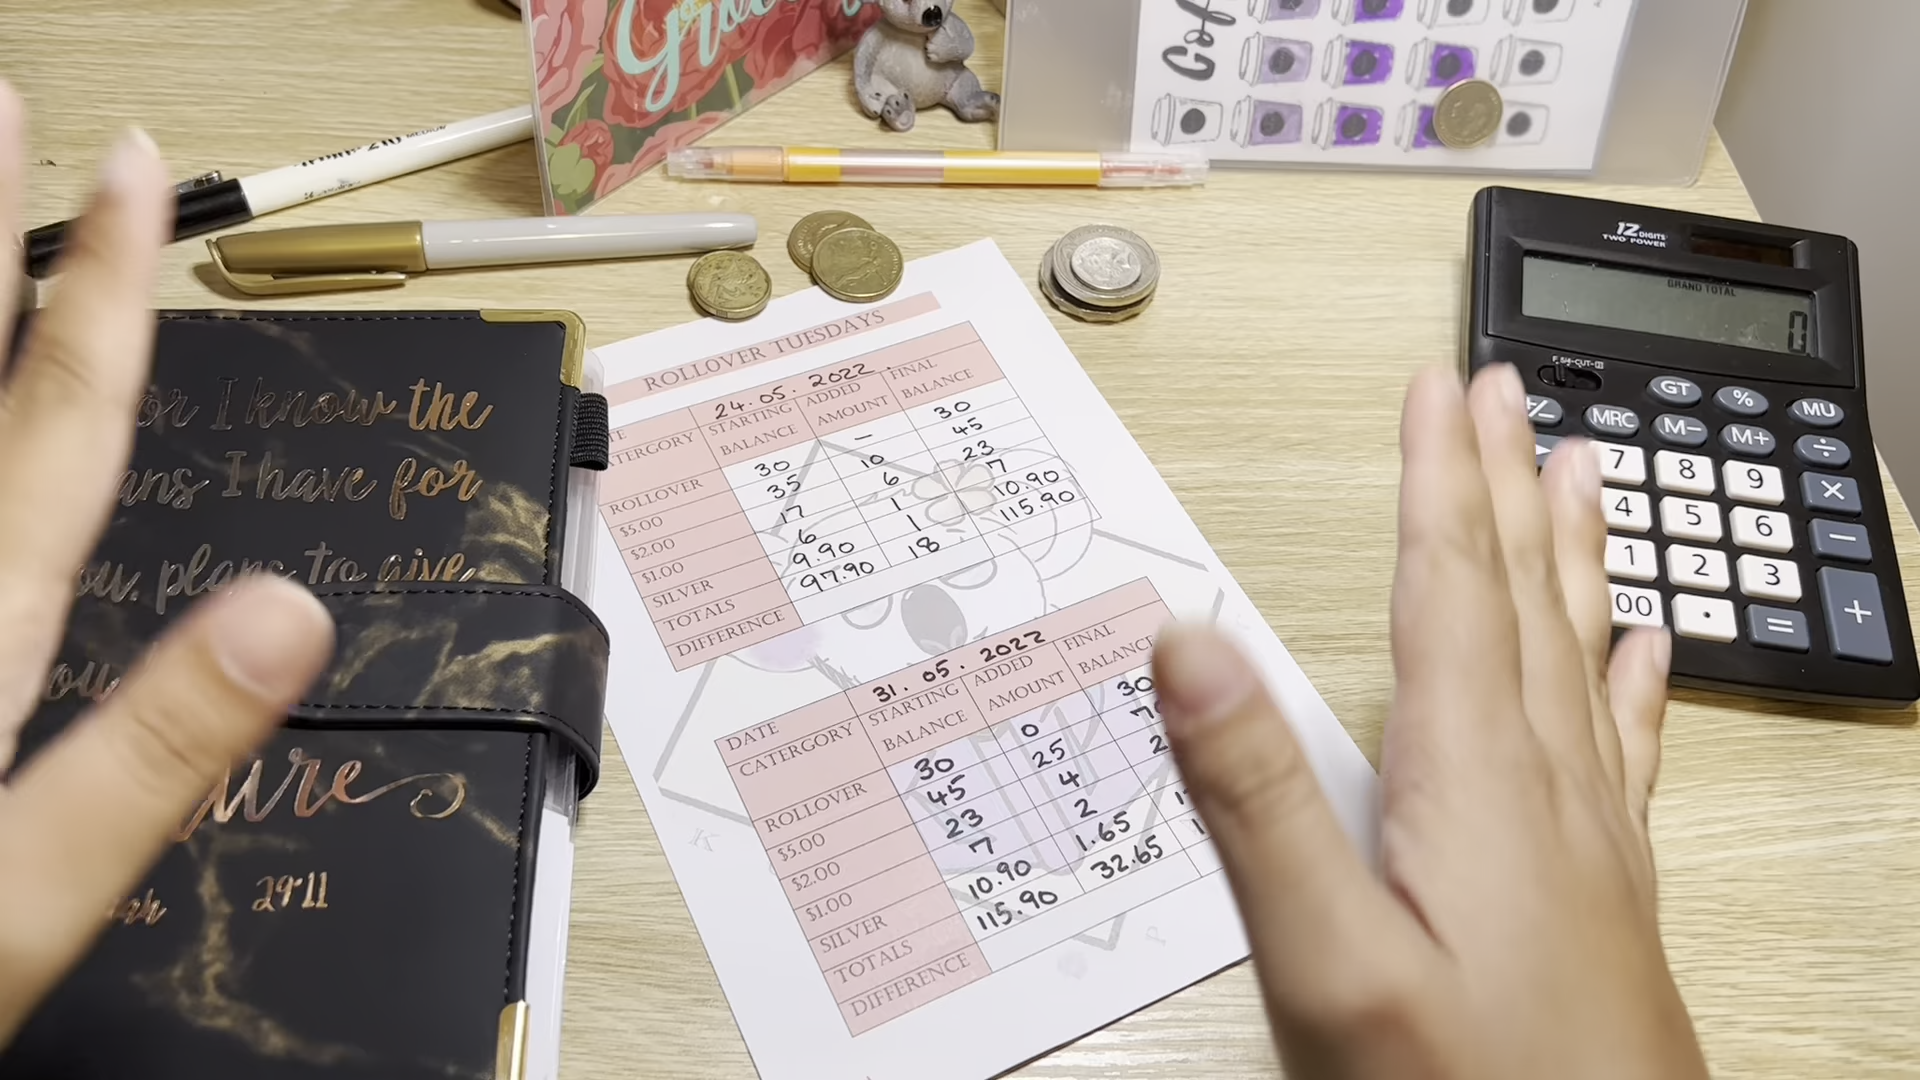 MEDIUM
12 DIGITS
TWO POWER
GRAND TOTAL
0
GT % MU
MRC M- M+ ÷
7 8 9 ×
4 5 6 −
1 2 3 +
00 . =
I know the
I have for
plans to give
29·11
ROLLOVER TUESDAYS
24.05.2022
STARTING BALANCE ADDED AMOUNT FINAL BALANCE
ROLLOVER 30 – 30
$5.00 35 10 45
$2.00 17 6 23
$1.00 6 1 7
SILVER 9.90 1 10.90
TOTALS 97.90 18 115.90
DIFFERENCE
DATE 31.05.2022
CATERGORY STARTING BALANCE ADDED AMOUNT FINAL BALANCE
ROLLOVER 30 0 30
$5.00 45 25
$2.00 23 4
$1.00 7 2
SILVER 10.90 1.65
TOTALS 115.90 32.65
DIFFERENCE
K
P